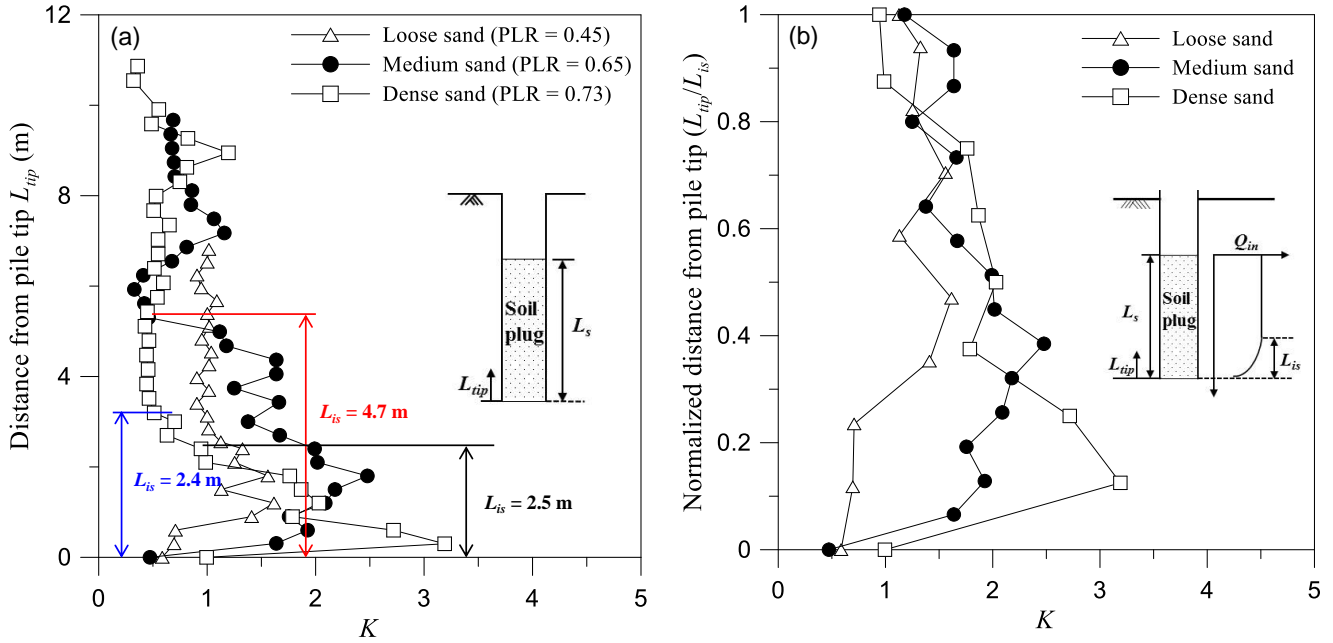 (a)
Loose sand (PLR = 0.45)
Medium sand (PLR = 0.65)
Dense sand (PLR = 0.73)
Distance from pile tip L_tip (m)
12
8
4
0
0 1 2 3 4 5
K
Soil
plug
L_s
L_tip
L_is = 4.7 m
L_is = 2.4 m
L_is = 2.5 m
(b)
Loose sand
Medium sand
Dense sand
Normalized distance from pile tip (L_tip/L_is)
1
0.8
0.6
0.4
0.2
0
0 1 2 3 4 5
K
Q_in
Soil
plug
L_s
L_tip
L_is